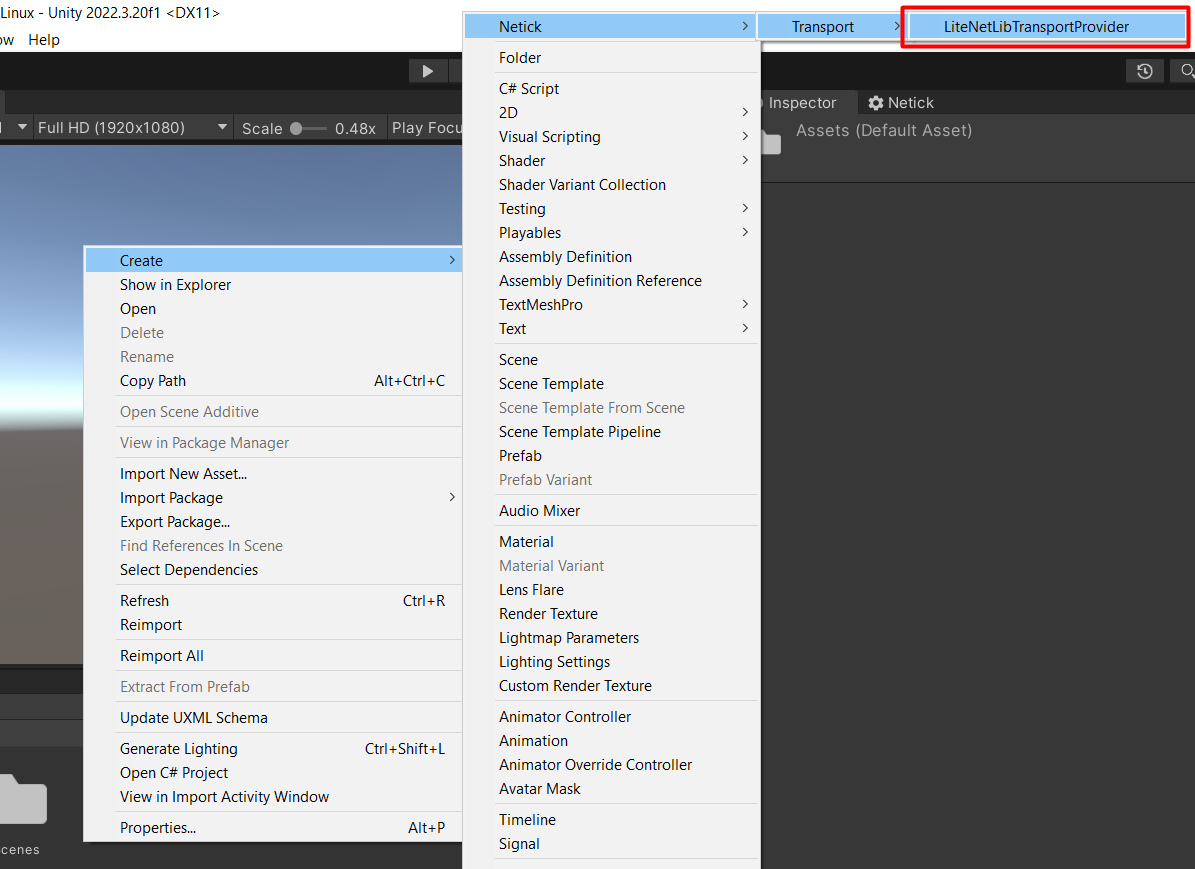 Linux - Unity 2022.3.20f1 <DX11>
Help
Full HD (1920x1080)
Scale 0.48x
Play Focu
Inspector
Netick
Assets (Default Asset)
Create
Show in Explorer
Open
Delete
Rename
Copy Path Alt+Ctrl+C
Open Scene Additive
View in Package Manager
Import New Asset...
Import Package
Export Package...
Find References In Scene
Select Dependencies
Refresh Ctrl+R
Reimport
Reimport All
Extract From Prefab
Update UXML Schema
Generate Lighting Ctrl+Shift+L
Open C# Project
View in Import Activity Window
Properties... Alt+P
cenes
Netick
Folder
C# Script
2D
Visual Scripting
Shader
Shader Variant Collection
Testing
Playables
Assembly Definition
Assembly Definition Reference
TextMeshPro
Text
Scene
Scene Template
Scene Template From Scene
Scene Template Pipeline
Prefab
Prefab Variant
Audio Mixer
Material
Material Variant
Lens Flare
Render Texture
Lightmap Parameters
Lighting Settings
Custom Render Texture
Animator Controller
Animation
Animator Override Controller
Avatar Mask
Timeline
Signal
Transport
LiteNetLibTransportProvider